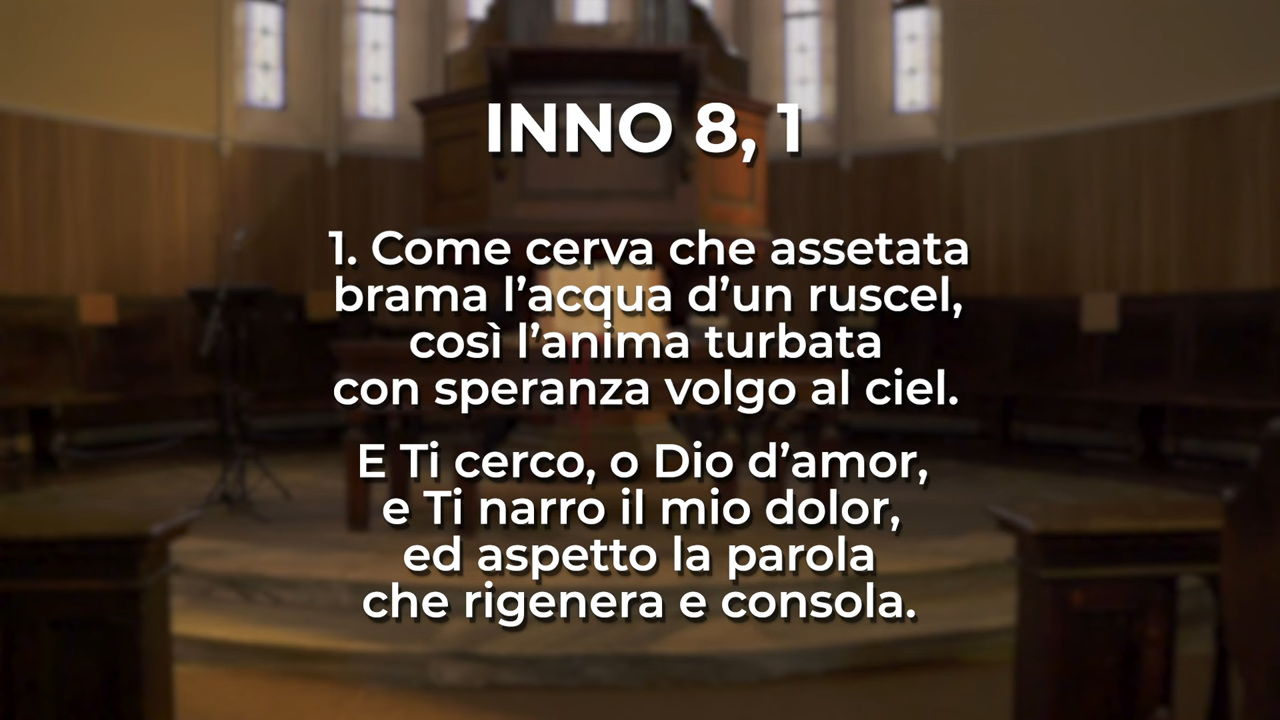 INNO 8, 1
1. Come cerva che assetata
brama l’acqua d’un ruscel,
così l’anima turbata
con speranza volgo al ciel.
E Ti cerco, o Dio d’amor,
e Ti narro il mio dolor,
ed aspetto la parola
che rigenera e consola.